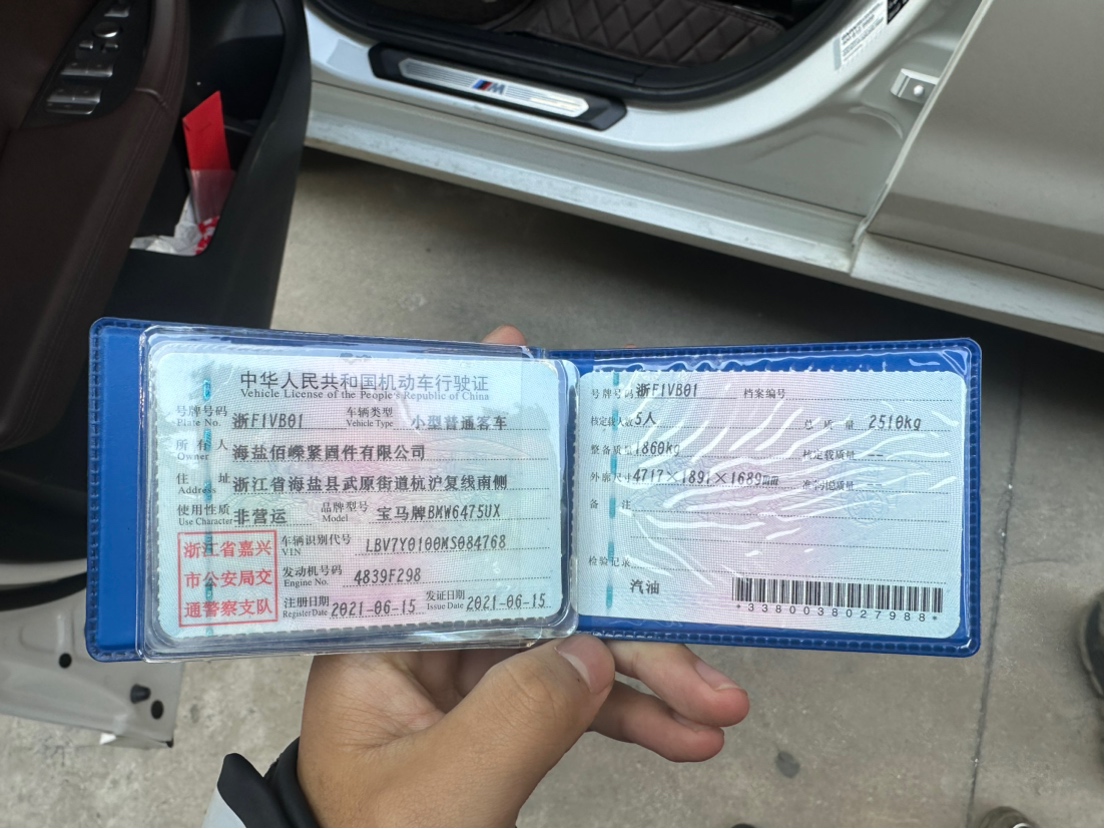 M
中华人民共和国机动车行驶证
Vehicle License of the People's Republic of China
号牌号码 浙F1VB01 车辆类型 小型普通客车
Plate No. Vehicle Type
所有人 海盐佰嵘紧固件有限公司
Owner
住址 浙江省海盐县武原街道杭沪复线南侧
Address
使用性质 非营运 品牌型号 宝马牌BMW6475UX
Use Character Model
浙江省嘉兴
市公安局交
通警察支队
车辆识别代号 LBV7Y0100MS084768
VIN
发动机号码 4839F298
Engine No.
注册日期 2021-06-15 发证日期 2021-06-15
Register Date Issue Date
号牌号码 浙F1VB01 档案编号
核定载人数 5人 总质量 2510kg
整备质量 1860kg 核定载质量 --
外廓尺寸 4717×1891×1689mm --
备注
检验记录
汽油
*3380038027988*